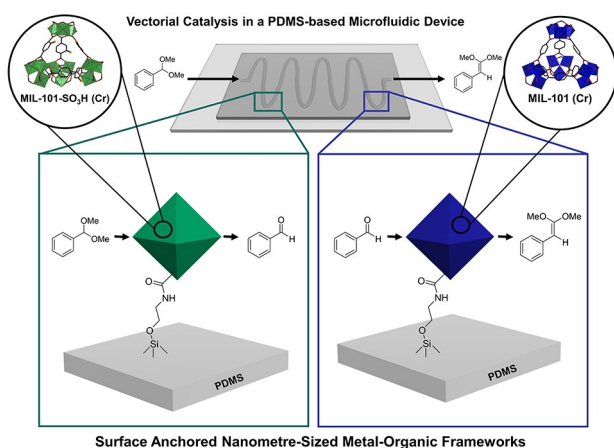 Vectorial Catalysis in a PDMS-based Microfluidic Device
MIL-101-SO₃H (Cr)
OMe
OMe
MeO
OMe
H
MIL-101 (Cr)
OMe
OMe
O
H
O
NH
O
Si
PDMS
O
H
MeO
OMe
H
O
NH
O
Si
PDMS
Surface Anchored Nanometre-Sized Metal-Organic Frameworks